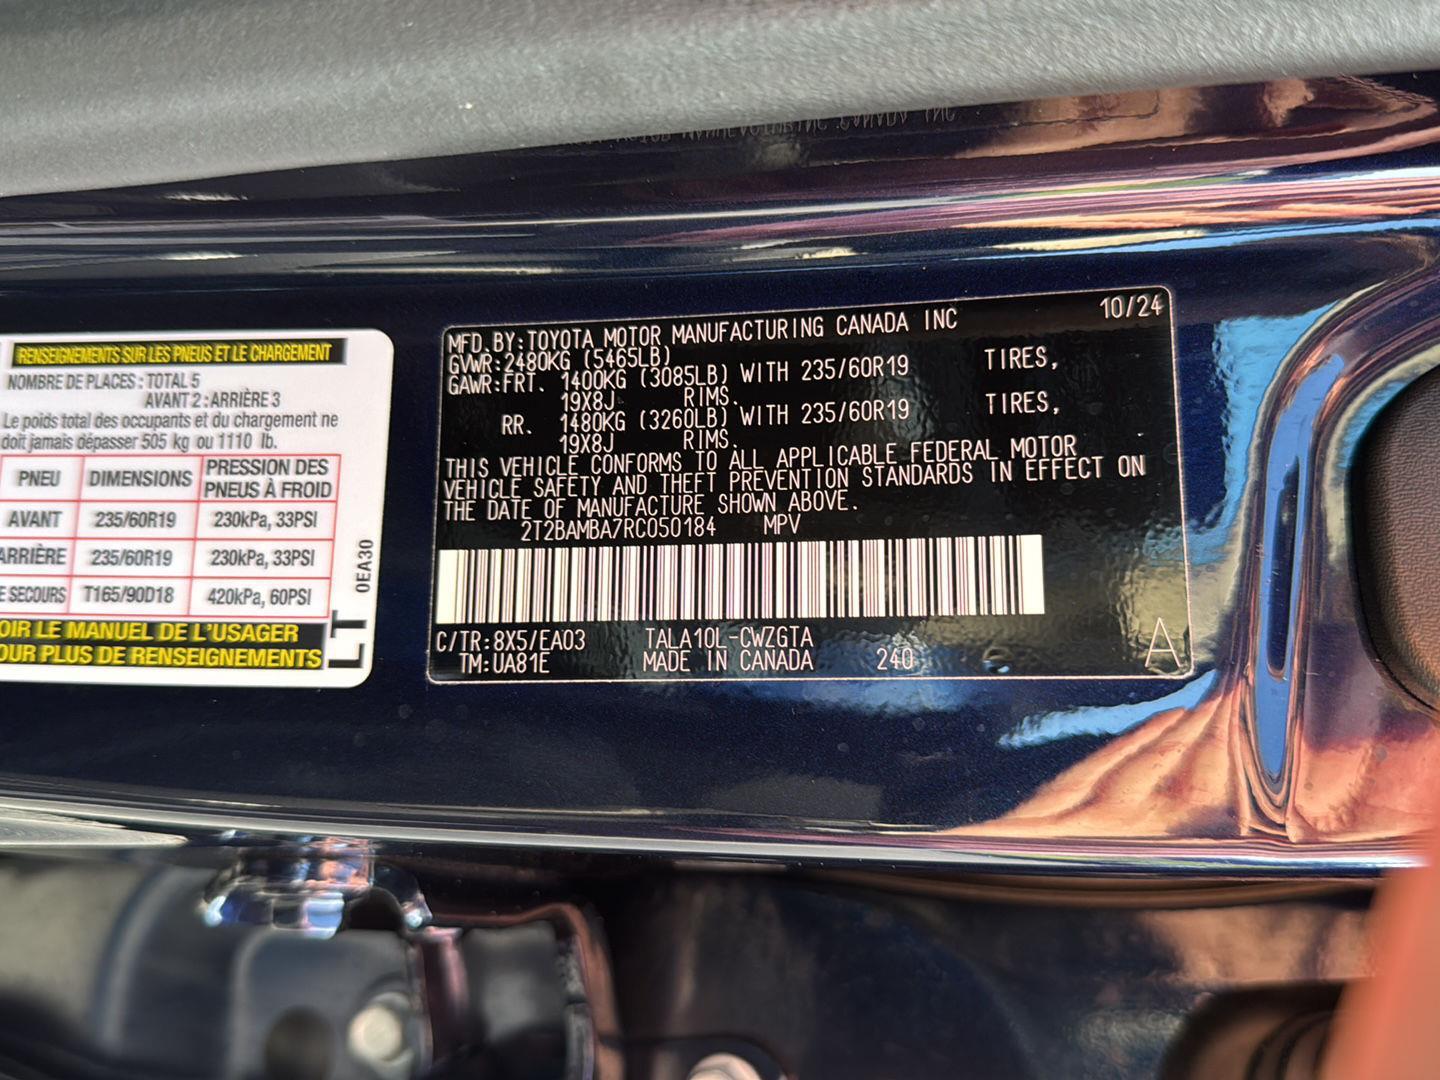 RENSEIGNEMENTS SUR LES PNEUS ET LE CHARGEMENT
NOMBRE DE PLACES : TOTAL 5
AVANT 2 : ARRIÈRE 3
Le poids total des occupants et du chargement ne
doit jamais dépasser 505 kg ou 1110 lb.
PNEU DIMENSIONS PRESSION DES PNEUS À FROID
AVANT 235/60R19 230kPa, 33PSI
ARRIÈRE 235/60R19 230kPa, 33PSI
SECOURS T165/90D18 420kPa, 60PSI
OIR LE MANUEL DE L'USAGER
OUR PLUS DE RENSEIGNEMENTS
0EA30
LT
10/24
MFD. BY: TOYOTA MOTOR MANUFACTURING CANADA INC
GVWR: 2480KG (5465LB)
GAWR: FRT. 1400KG (3085LB) WITH 235/60R19 TIRES,
19X8J RIMS.
RR. 1480KG (3260LB) WITH 235/60R19 TIRES,
19X8J RIMS.
THIS VEHICLE CONFORMS TO ALL APPLICABLE FEDERAL MOTOR
VEHICLE SAFETY AND THEFT PREVENTION STANDARDS IN EFFECT ON
THE DATE OF MANUFACTURE SHOWN ABOVE.
2T2BAMBA7RC050184 MPV
C/TR: 8X5/EA03 TALA10L-CWZGTA
TM: UA81E MADE IN CANADA 240
A